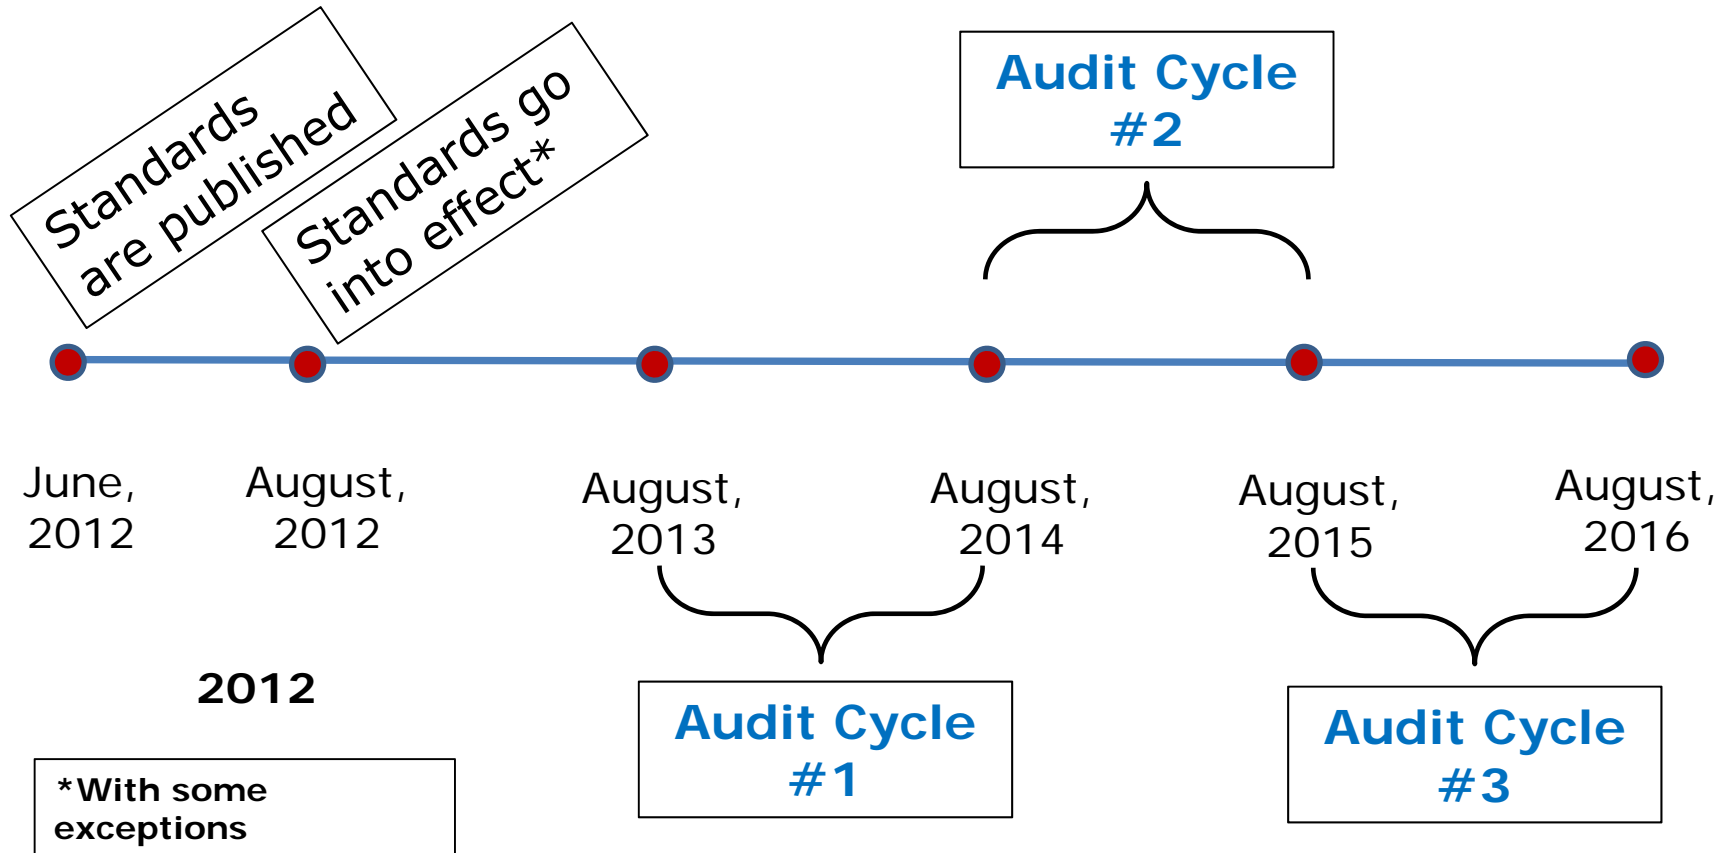 Standards
are published
Standards go
into effect*
Audit Cycle
#2
June,
2012
August,
2012
August,
2013
August,
2014
August,
2015
August,
2016
2012
*With some
exceptions
Audit Cycle
#1
Audit Cycle
#3